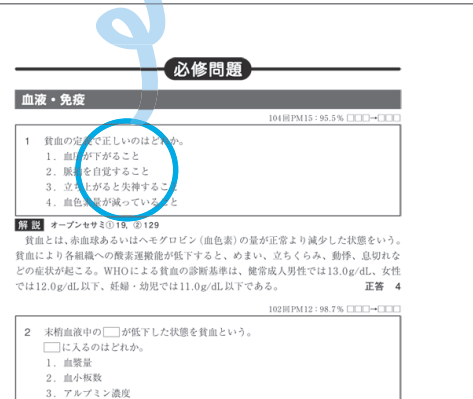 必修問題
血液・免疫
104回PM15：95.5% □□□→□□□
1 貧血の定義で正しいのはどれか。
1．血圧が下がること
2．脈拍を自覚すること
3．立ち上がると失神すること
4．血色素量が減っていること
解説 オープンセサミ①19，②129
貧血とは、赤血球あるいはヘモグロビン（血色素）の量が正常より減少した状態をいう。
貧血により各組織への酸素運搬能が低下すると、めまい、立ちくらみ、動悸、息切れな
どの症状が起こる。WHOによる貧血の診断基準は、健常成人男性では13.0g/dL、女性
では12.0g/dL以下、妊婦・幼児では11.0g/dL以下である。 正答 4
102回PM12：98.7% □□□→□□□
2 末梢血液中の□が低下した状態を貧血という。
□に入るのはどれか。
1．血漿量
2．血小板数
3．アルブミン濃度